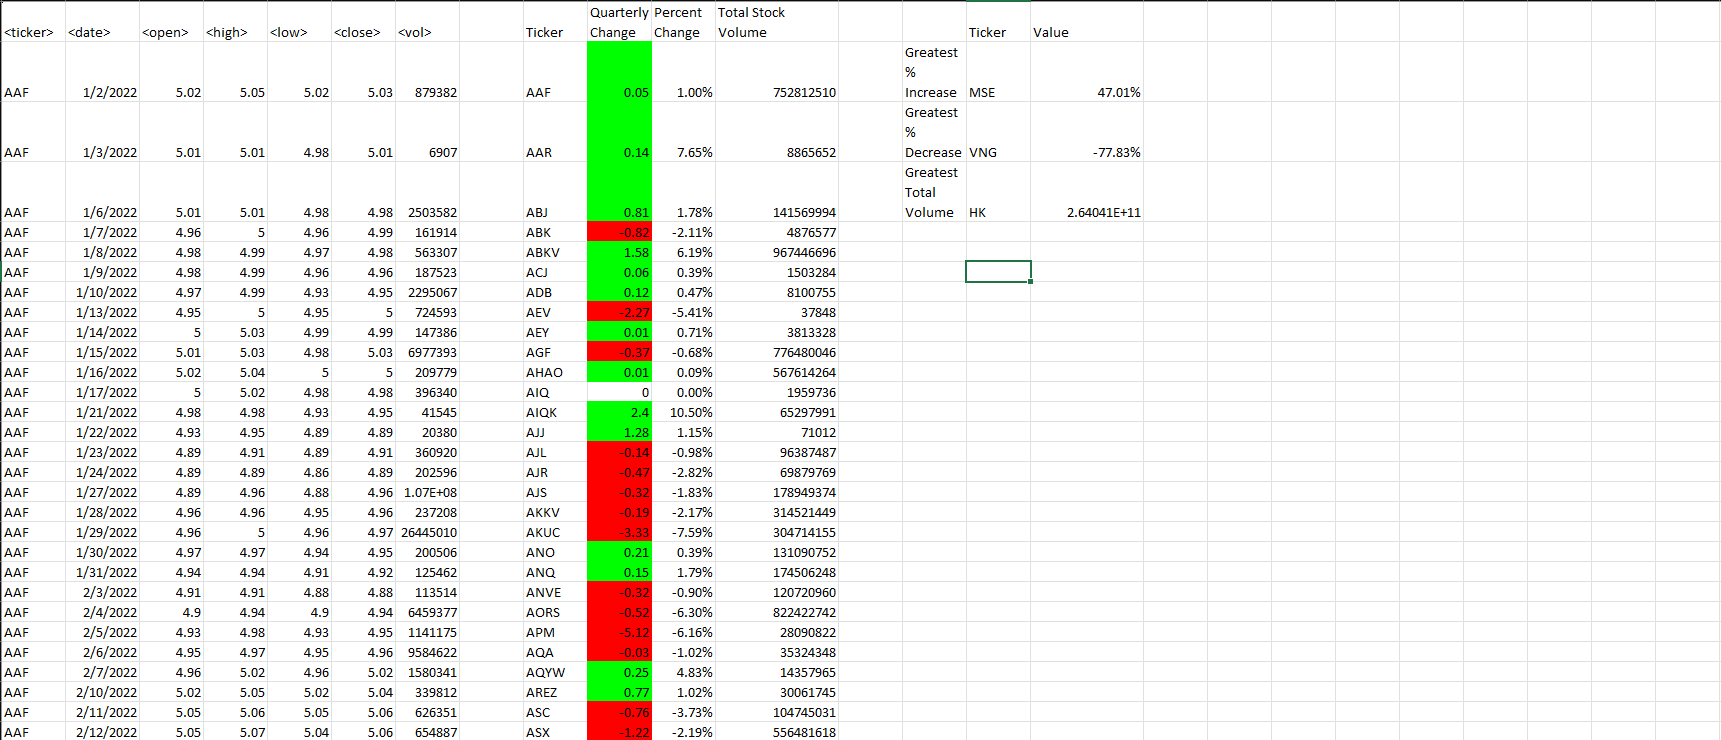 Quarterly Percent Total Stock
<ticker> <date> <open> <high> <low> <close> <vol> Ticker Change Change Volume Ticker Value
Greatest
%
AAF 1/2/2022 5.02 5.05 5.02 5.03 879382 AAF 0.05 1.00% 752812510 Increase MSE 47.01%
Greatest
%
AAF 1/3/2022 5.01 5.01 4.98 5.01 6907 AAR 0.14 7.65% 8865652 Decrease VNG -77.83%
Greatest
Total
AAF 1/6/2022 5.01 5.01 4.98 4.98 2503582 ABJ 0.81 1.78% 141569994 Volume HK 2.64041E+11
AAF 1/7/2022 4.96 5 4.96 4.99 161914 ABK -0.82 -2.11% 4876577
AAF 1/8/2022 4.98 4.99 4.97 4.98 563307 ABKV 1.58 6.19% 967446696
AAF 1/9/2022 4.98 4.99 4.96 4.96 187523 ACJ 0.06 0.39% 1503284
AAF 1/10/2022 4.97 4.99 4.93 4.95 2295067 ADB 0.12 0.47% 8100755
AAF 1/13/2022 4.95 5 4.95 5 724593 AEV -2.27 -5.41% 37848
AAF 1/14/2022 5 5.03 4.99 4.99 147386 AEY 0.01 0.71% 3813328
AAF 1/15/2022 5.01 5.03 4.98 5.03 6977393 AGF -0.37 -0.68% 776480046
AAF 1/16/2022 5.02 5.04 5 5 209779 AHAO 0.01 0.09% 567614264
AAF 1/17/2022 5 5.02 4.98 4.98 396340 AIQ 0 0.00% 1959736
AAF 1/21/2022 4.98 4.98 4.93 4.95 41545 AIQK 2.4 10.50% 65297991
AAF 1/22/2022 4.93 4.95 4.89 4.89 20380 AJJ 1.28 1.15% 71012
AAF 1/23/2022 4.89 4.91 4.89 4.91 360920 AJL -0.14 -0.98% 96387487
AAF 1/24/2022 4.89 4.89 4.86 4.89 202596 AJR -0.47 -2.82% 69879769
AAF 1/27/2022 4.89 4.96 4.88 4.96 1.07E+08 AJS -0.32 -1.83% 178949374
AAF 1/28/2022 4.96 4.96 4.95 4.96 237208 AKKV -0.19 -2.17% 314521449
AAF 1/29/2022 4.96 5 4.96 4.97 26445010 AKUC -3.33 -7.59% 304714155
AAF 1/30/2022 4.97 4.97 4.94 4.95 200506 ANO 0.21 0.39% 131090752
AAF 1/31/2022 4.94 4.94 4.91 4.92 125462 ANQ 0.15 1.79% 174506248
AAF 2/3/2022 4.91 4.91 4.88 4.88 113514 ANVE -0.32 -0.90% 120720960
AAF 2/4/2022 4.9 4.94 4.9 4.94 6459377 AORS -0.52 -6.30% 822422742
AAF 2/5/2022 4.93 4.98 4.93 4.95 1141175 APM -5.12 -6.16% 28090822
AAF 2/6/2022 4.95 4.97 4.95 4.96 9584622 AQA -0.03 -1.02% 35324348
AAF 2/7/2022 4.96 5.02 4.96 5.02 1580341 AQYW 0.25 4.83% 14357965
AAF 2/10/2022 5.02 5.05 5.02 5.04 339812 AREZ 0.77 1.02% 30061745
AAF 2/11/2022 5.05 5.06 5.05 5.06 626351 ASC -0.76 -3.73% 104745031
AAF 2/12/2022 5.05 5.07 5.04 5.06 654887 ASX -1.22 -2.19% 556481618